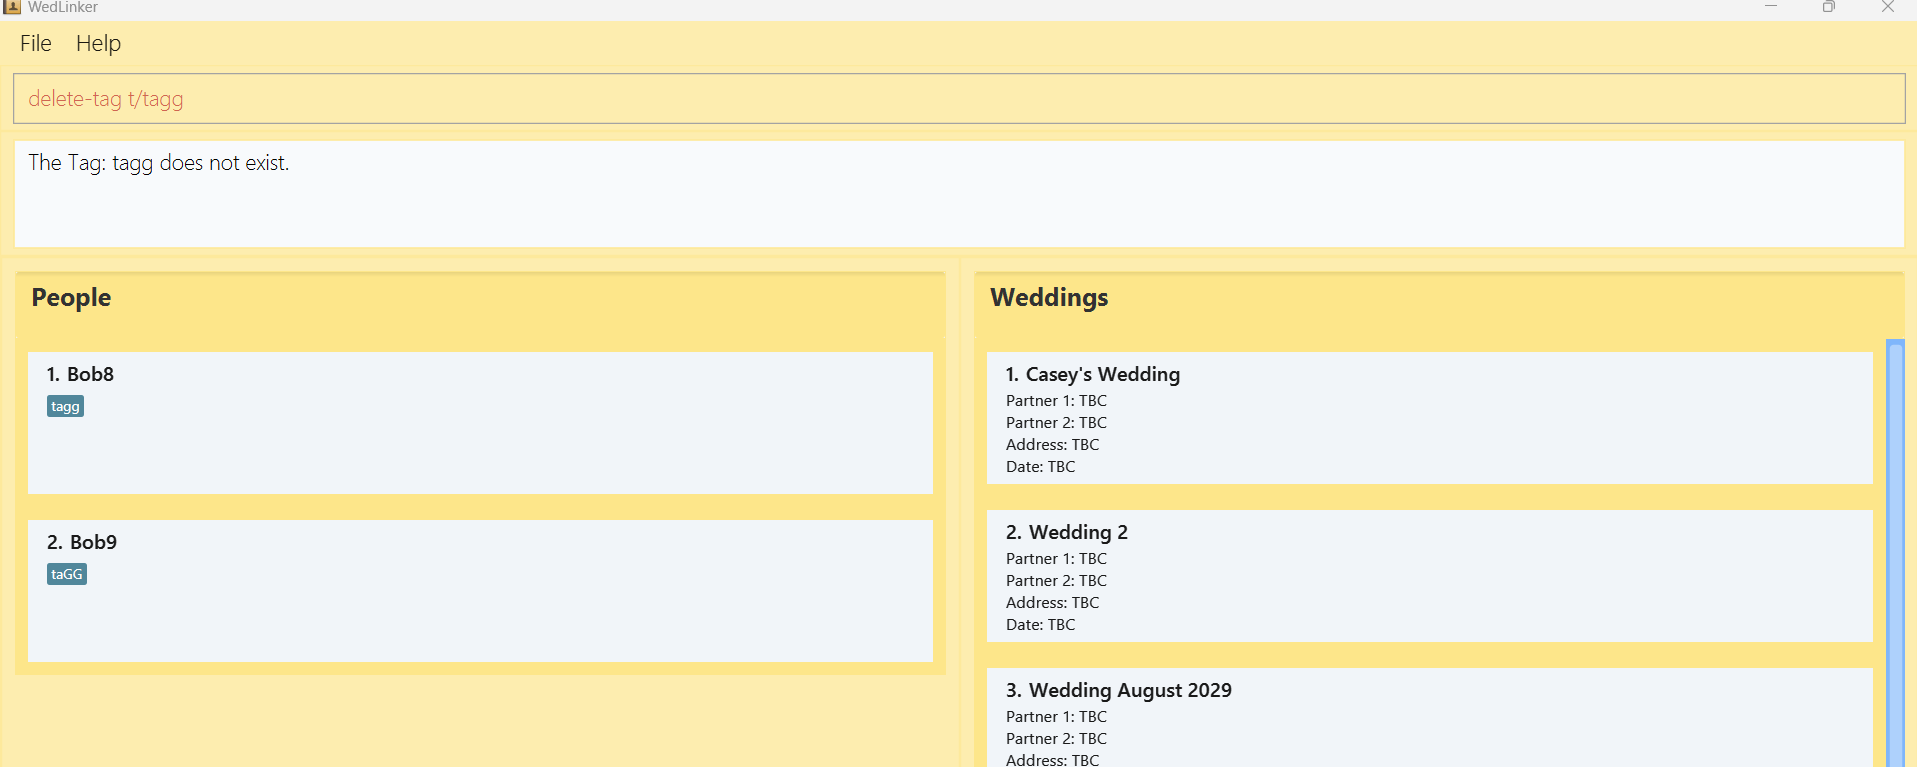 WedLinker
File Help
delete-tag t/tagg
The Tag: tagg does not exist.
People
1. Bob8
tagg
2. Bob9
taGG
Weddings
1. Casey's Wedding
Partner 1: TBC
Partner 2: TBC
Address: TBC
Date: TBC
2. Wedding 2
Partner 1: TBC
Partner 2: TBC
Address: TBC
Date: TBC
3. Wedding August 2029
Partner 1: TBC
Partner 2: TBC
Address: TBC